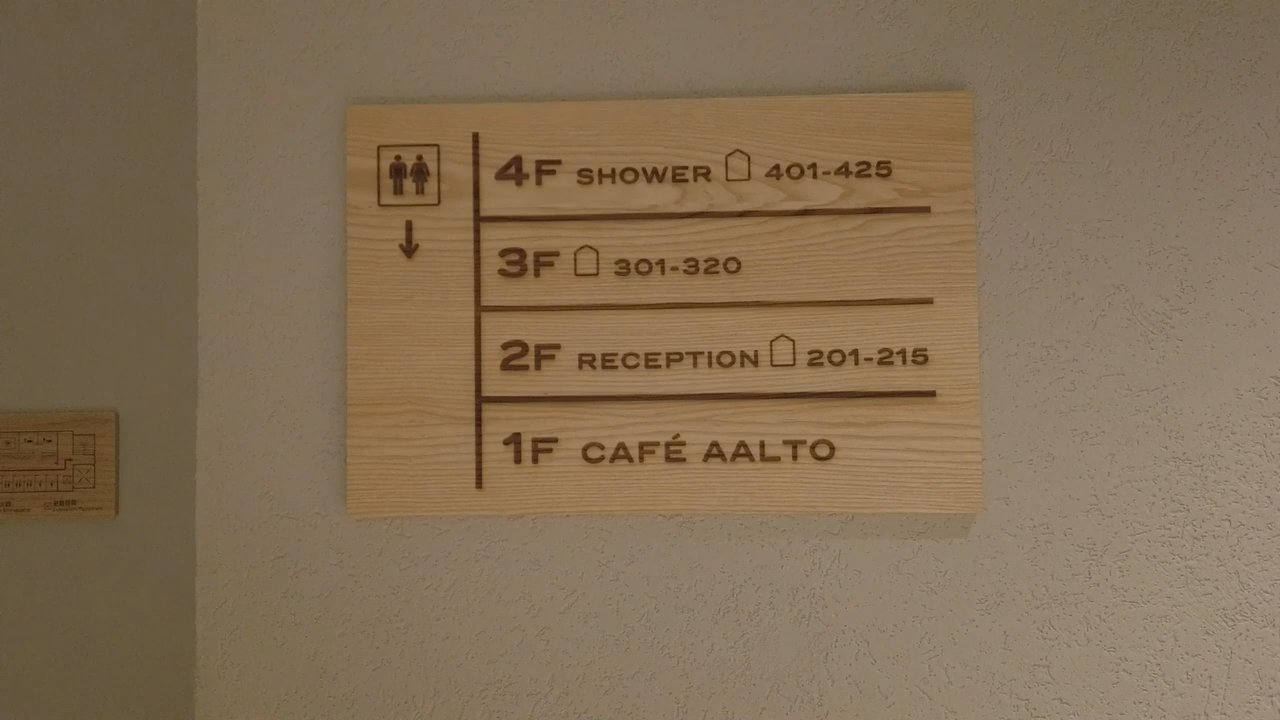 4F SHOWER 401-425
3F 301-320
2F RECEPTION 201-215
1F CAFÉ AALTO